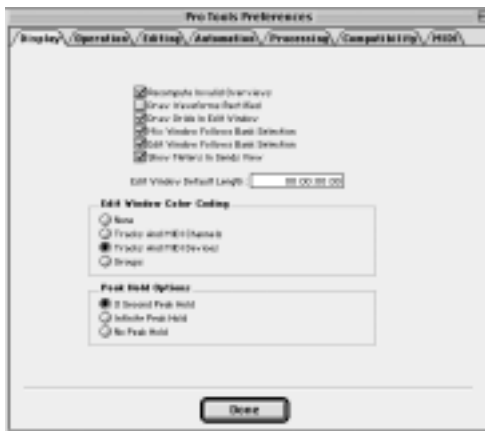 Pro Tools Preferences
Display Operation Editing Automation Processing Compatibility MIDI
Recompute Invalid Overviews
Draw Waveforms Rectified
Draw Grids in Edit Window
Mix Window Follows Bank Selection
Edit Window Follows Bank Selection
Show Meters in Sends View
Edit Window Default Length: 00:00:00:00
Edit Window Color Coding
None
Tracks and MIDI Channels
Tracks and MIDI Devices
Groups
Peak Hold Options
3 Second Peak Hold
Infinite Peak Hold
No Peak Hold
Done